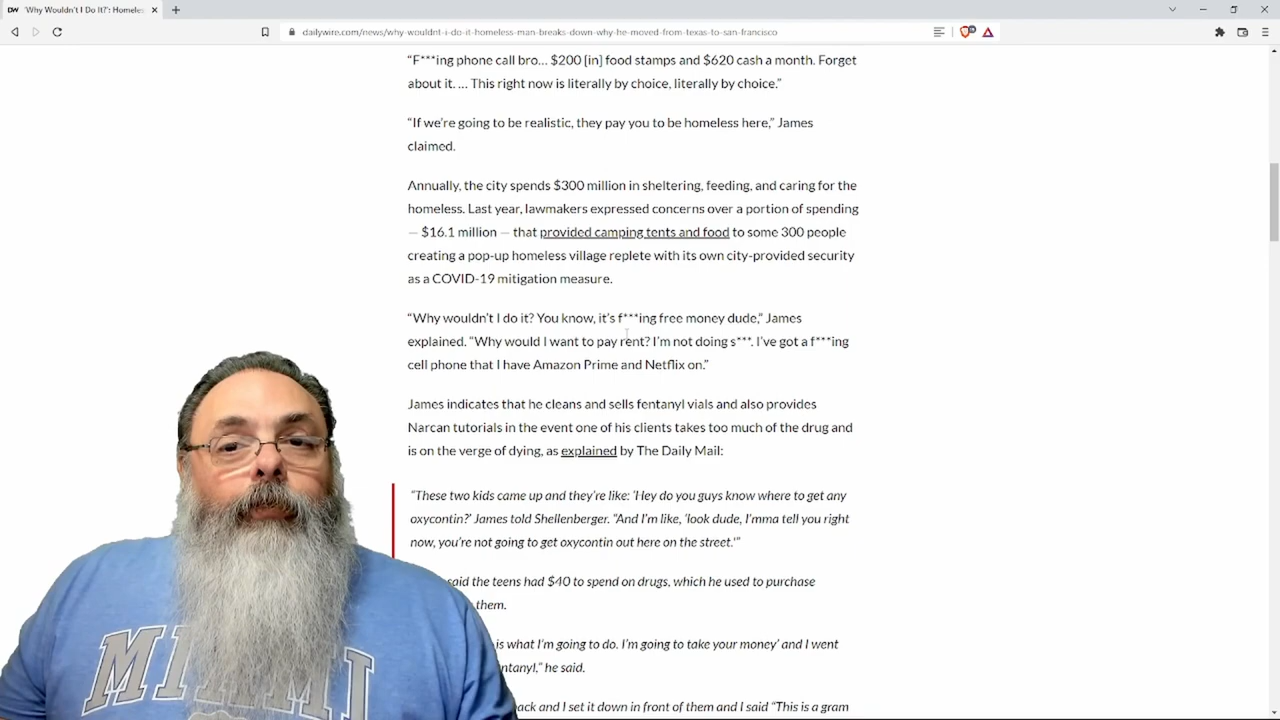 'Why Wouldn't I Do It?': Homeles
dailywire.com/news/why-wouldnt-i-do-it-homeless-man-breaks-down-why-he-moved-from-texas-to-san-francisco
“F***ing phone call bro… $200 [in] food stamps and $620 cash a month. Forget
about it. … This right now is literally by choice, literally by choice.”
“If we’re going to be realistic, they pay you to be homeless here,” James
claimed.
Annually, the city spends $300 million in sheltering, feeding, and caring for the
homeless. Last year, lawmakers expressed concerns over a portion of spending
— $16.1 million — that provided camping tents and food to some 300 people
creating a pop-up homeless village replete with its own city-provided security
as a COVID-19 mitigation measure.
“Why wouldn’t I do it? You know, it’s f***ing free money dude,” James
explained. “Why would I want to pay rent? I’m not doing s***. I’ve got a f***ing
cell phone that I have Amazon Prime and Netflix on.”
James indicates that he cleans and sells fentanyl vials and also provides
Narcan tutorials in the event one of his clients takes too much of the drug and
is on the verge of dying, as explained by The Daily Mail:
“These two kids came up and they’re like: ‘Hey do you guys know where to get any
oxycontin?’ James told Shellenberger. “And I’m like, ‘look dude, I’mma tell you right
now, you’re not going to get oxycontin out here on the street.‘”
said the teens had $40 to spend on drugs, which he used to purchase
them.
is what I’m going to do. I’m going to take your money’ and I went
ntanyl,” he said.
ack and I set it down in front of them and I said “This is a gram
MIAMI